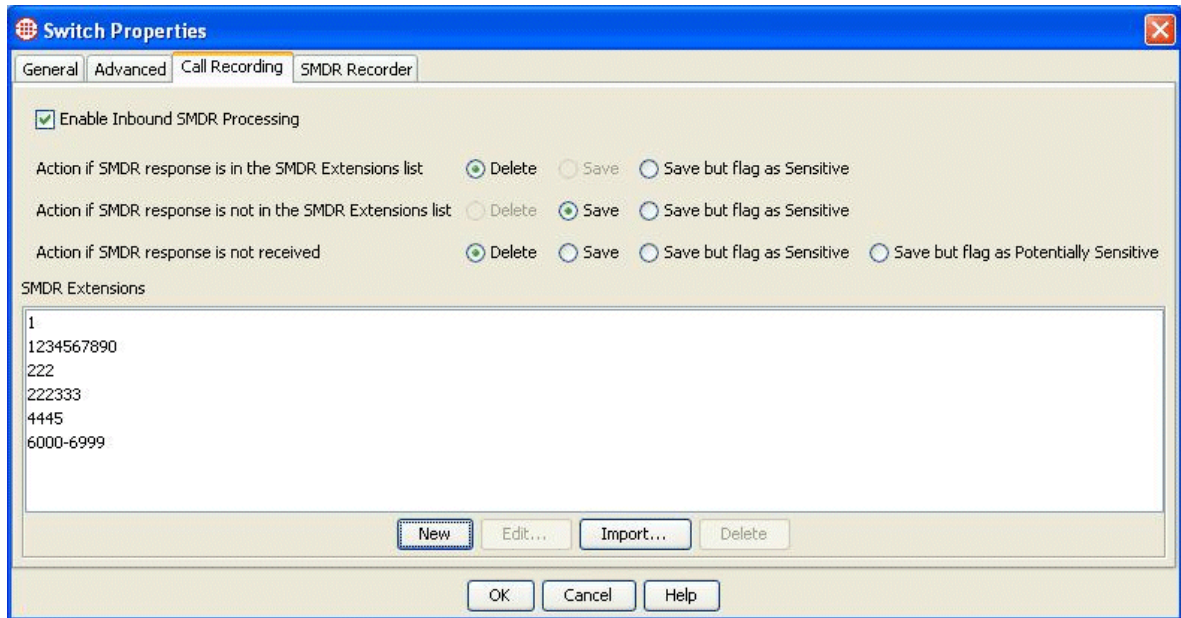 Switch Properties
General Advanced Call Recording SMDR Recorder
Enable Inbound SMDR Processing
Action if SMDR response is in the SMDR Extensions list Delete Save Save but flag as Sensitive
Action if SMDR response is not in the SMDR Extensions list Delete Save Save but flag as Sensitive
Action if SMDR response is not received Delete Save Save but flag as Sensitive Save but flag as Potentially Sensitive
SMDR Extensions
1
1234567890
222
222333
4445
6000-6999
New Edit... Import... Delete
OK Cancel Help